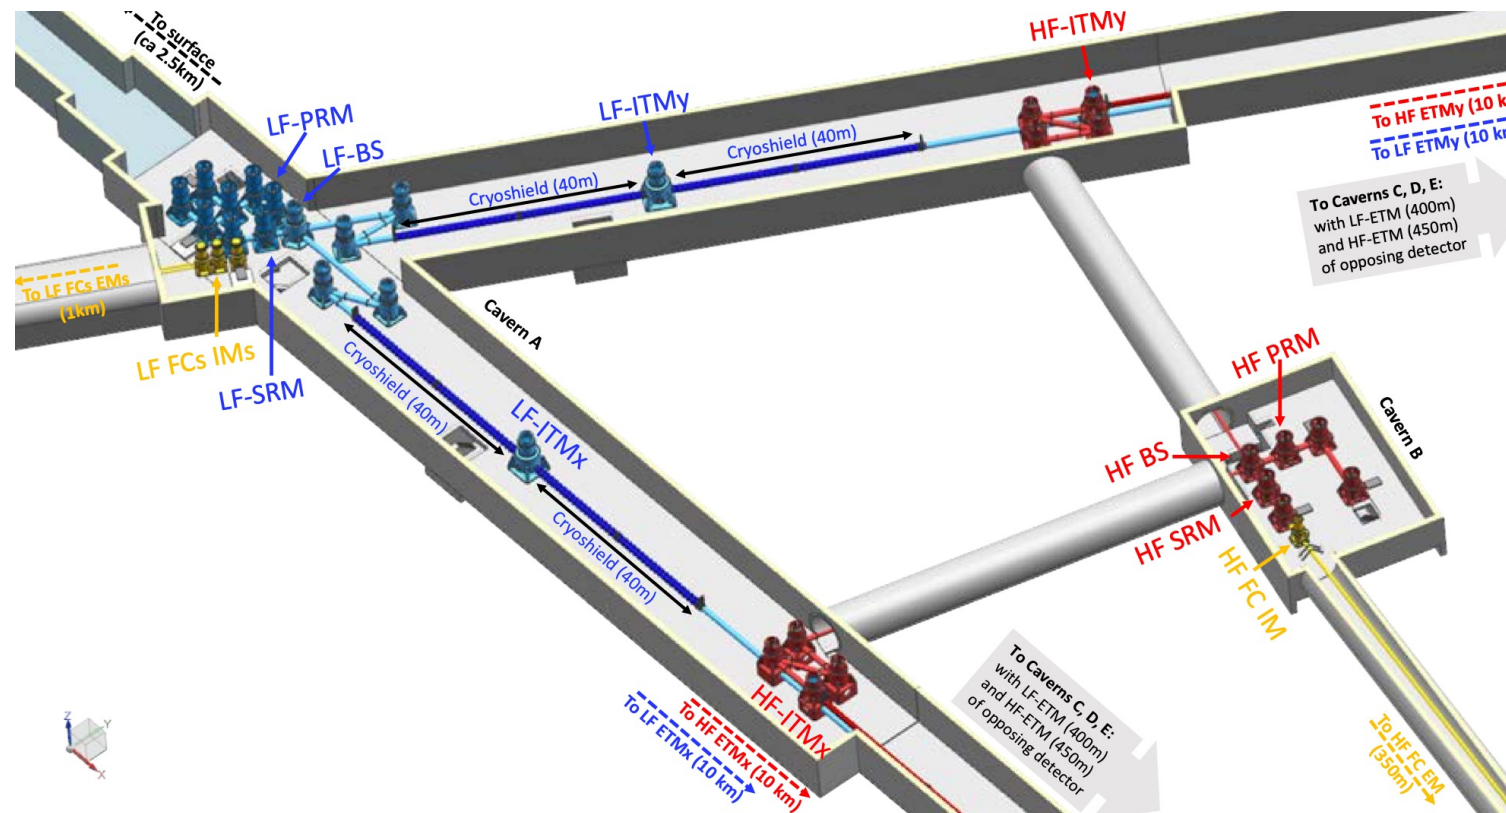 To surface
(ca 2.5km)
HF-ITMy
LF-ITMy
LF-PRM
LF-BS
Cryoshield (40m)
Cryoshield (40m)
To HF ETMy (10 k
To LF ETMy (10 k
To Caverns C, D, E:
with LF-ETM (400m)
and HF-ETM (450m)
of opposing detector
To LF FCs EMs
(1km)
LF FCs IMs
LF-SRM
Cavern A
Cryoshield (40m)
LF-ITMx
Cryoshield (40m)
HF PRM
Cavern B
HF BS
HF SRM
HF FC IM
HF-ITMx
To HF ETMx (10 km)
To LF ETMx (10 km)
To Caverns C, D, E:
with LF-ETM (400m)
and HF-ETM (450m)
of opposing detector
To HF FC EM
(350m)
Z
Y
X